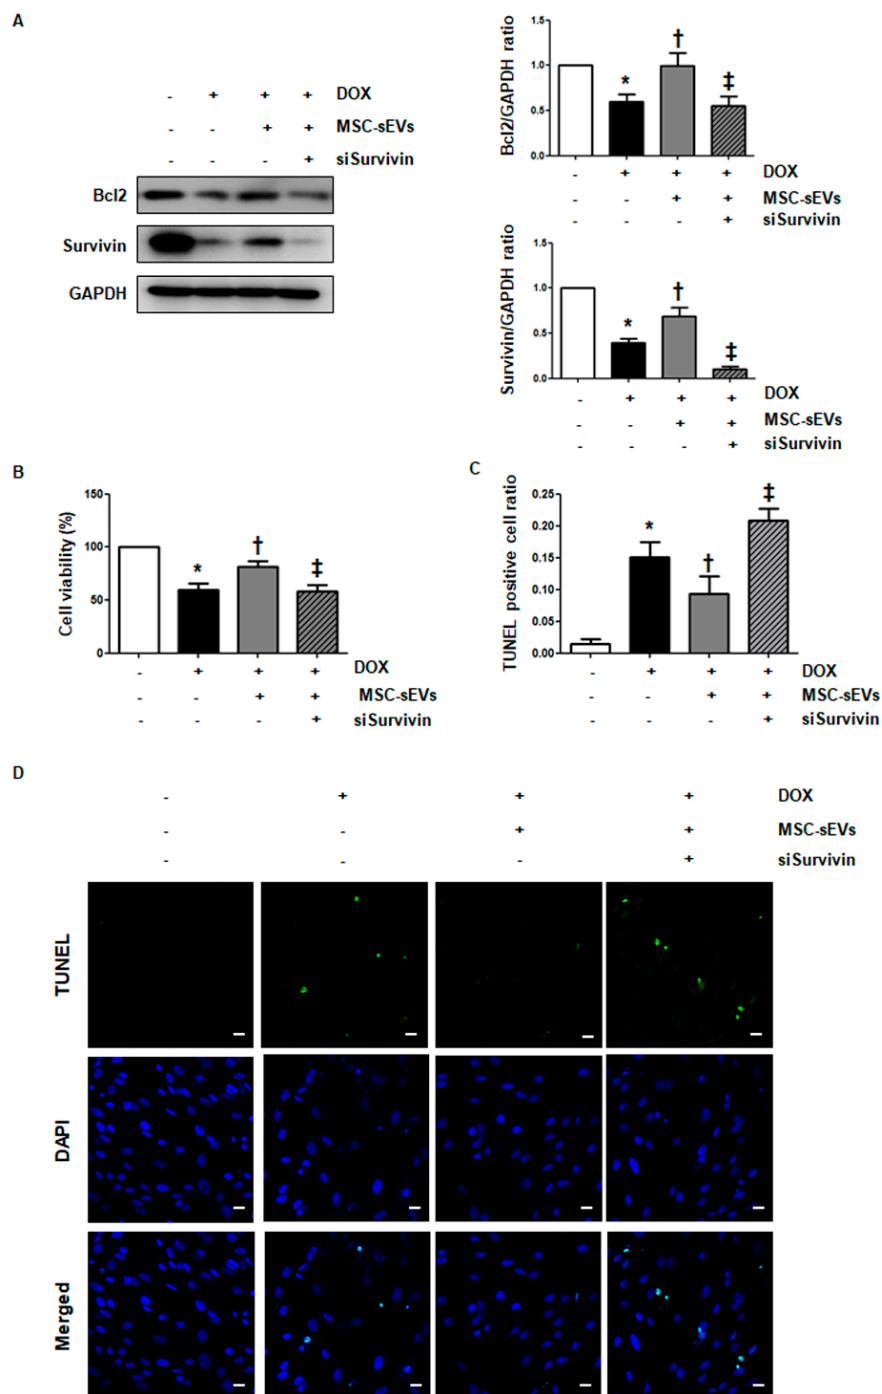 A
- + + + DOX
- - + + MSC-sEVs
- - - + siSurvivin
Bcl2
Survivin
GAPDH
Bcl2/GAPDH ratio
1.5
1.0
0.5
0.0
*
†
‡
- + + + DOX
- - + + MSC-sEVs
- - - + siSurvivin
Survivin/GAPDH ratio
1.5
1.0
0.5
0.0
*
†
‡
- + + + DOX
- - + + MSC-sEVs
- - - + siSurvivin
B
Cell viability (%)
150
100
50
0
*
†
‡
- + + + DOX
- - + + MSC-sEVs
- - - + siSurvivin
C
TUNEL positive cell ratio
0.25
0.20
0.15
0.10
0.05
0.00
*
†
‡
- + + + DOX
- - + + MSC-sEVs
- - - + siSurvivin
D
- + + + DOX
- - + + MSC-sEVs
- - - + siSurvivin
TUNEL
DAPI
Merged